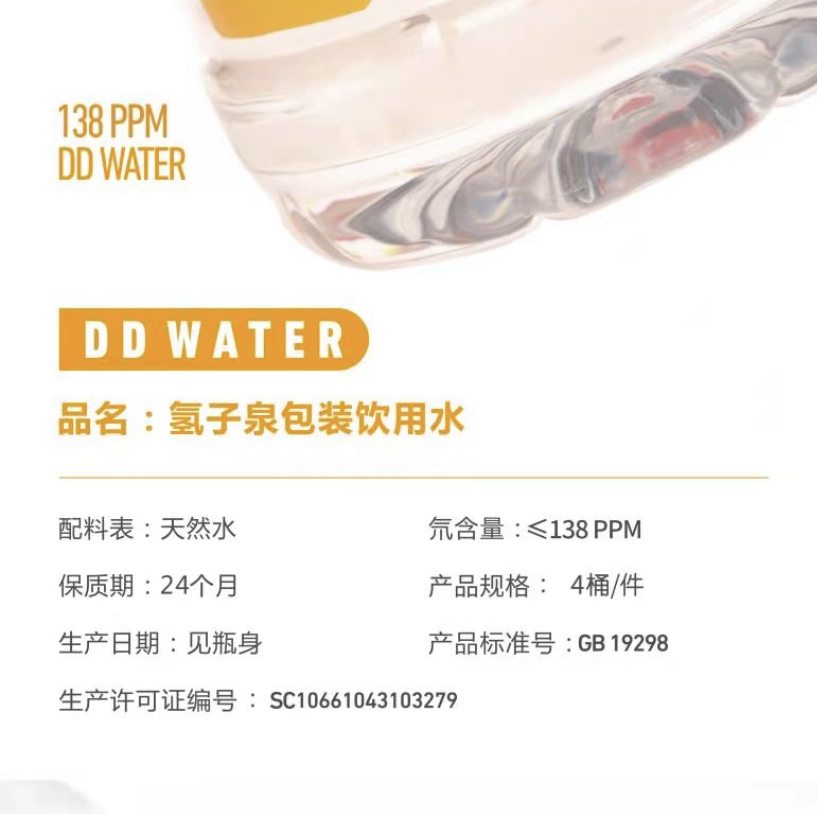 138 PPM
DD WATER
DD WATER
品名：氢子泉包装饮用水
配料表：天然水
氘含量：≤138 PPM
保质期：24个月
产品规格： 4桶/件
生产日期：见瓶身
产品标准号：GB 19298
生产许可证编号： SC10661043103279